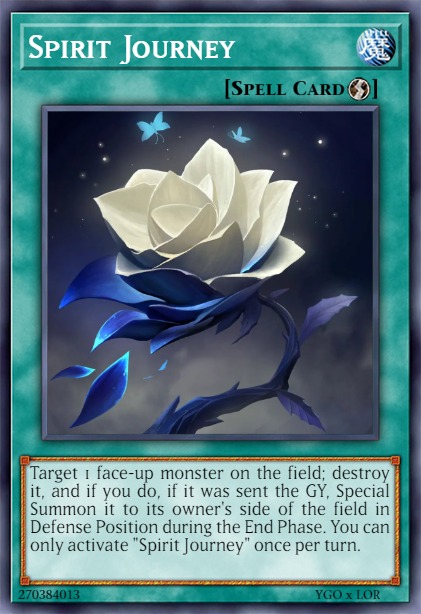 Spirit Journey
魔
[Spell Card]
Target 1 face-up monster on the field; destroy
it, and if you do, if it was sent the GY, Special
Summon it to its owner's side of the field in
Defense Position during the End Phase. You can
only activate "Spirit Journey" once per turn.
270384013 YGO x LOR